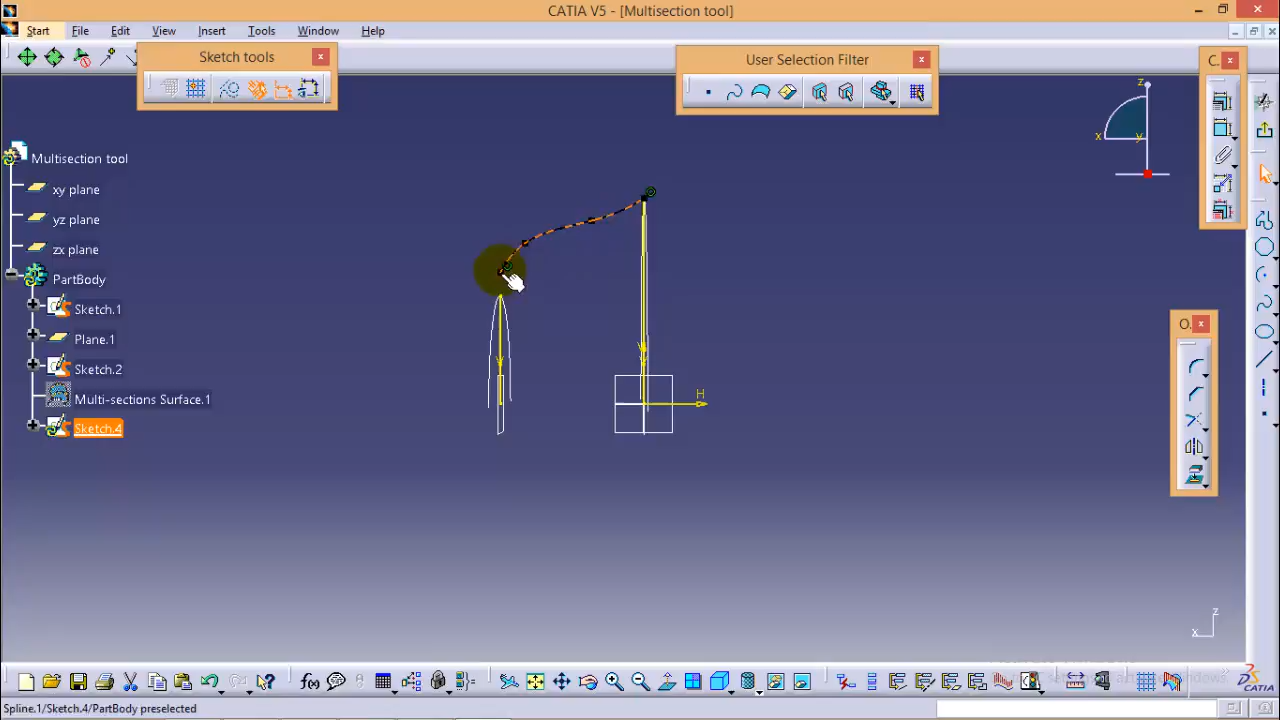 CATIA V5 - [Multisection tool]
Start File Edit View Insert Tools Window Help
Sketch tools
User Selection Filter
C.
z
x
y
Multisection tool
xy plane
yz plane
zx plane
PartBody
Sketch.1
Plane.1
Sketch.2
Multi-sections Surface.1
Sketch.4
O.
H
z
x
f(x)
CATIA
Spline.1/Sketch.4/PartBody preselected